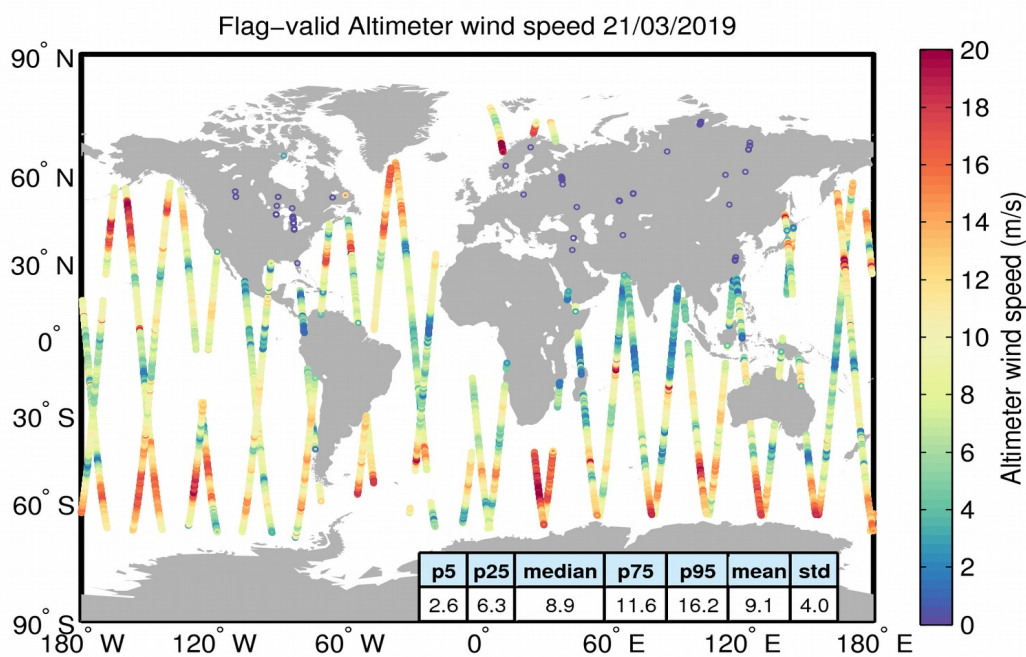 Flag−valid Altimeter wind speed 21/03/2019
90° N
60° N
30° N
0°
30° S
60° S
90° S
180° W
120° W
60° W
0°
60° E
120° E
180° E
p5 p25 median p75 p95 mean std
2.6 6.3 8.9 11.6 16.2 9.1 4.0
20
18
16
14
12
10
8
6
4
2
0
Altimeter wind speed (m/s)